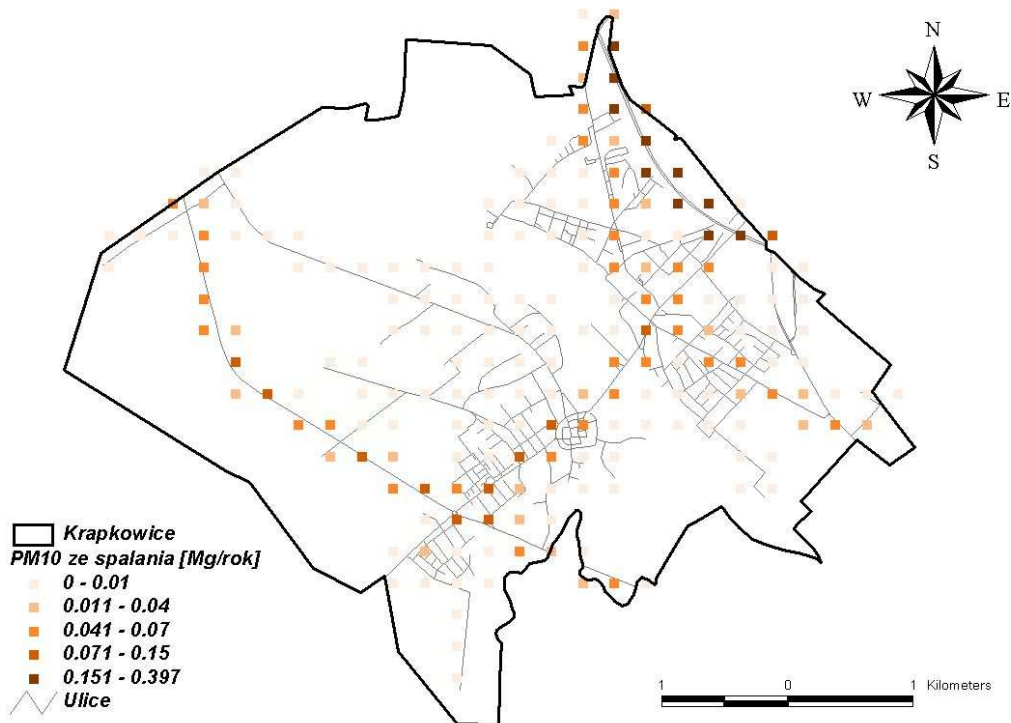 N
W E
S
Krapkowice
PM10 ze spalania [Mg/rok]
0 - 0.01
0.011 - 0.04
0.041 - 0.07
0.071 - 0.15
0.151 - 0.397
Ulice
1 0 1 Kilometers